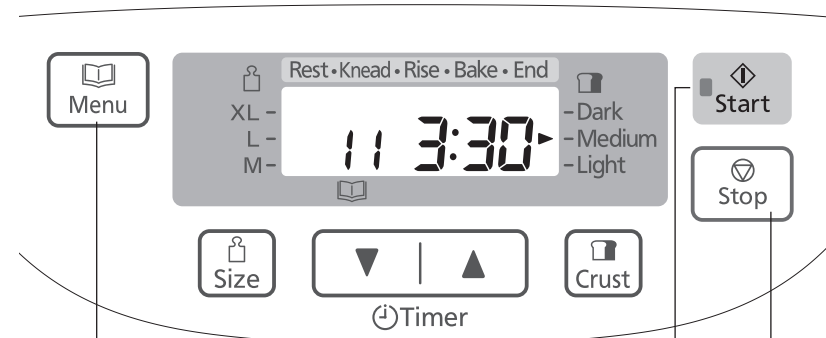 Menu
Rest • Knead • Rise • Bake • End
XL –
L –
M –
11 3:30
– Dark
– Medium
– Light
Start
Stop
Size
Timer
Crust